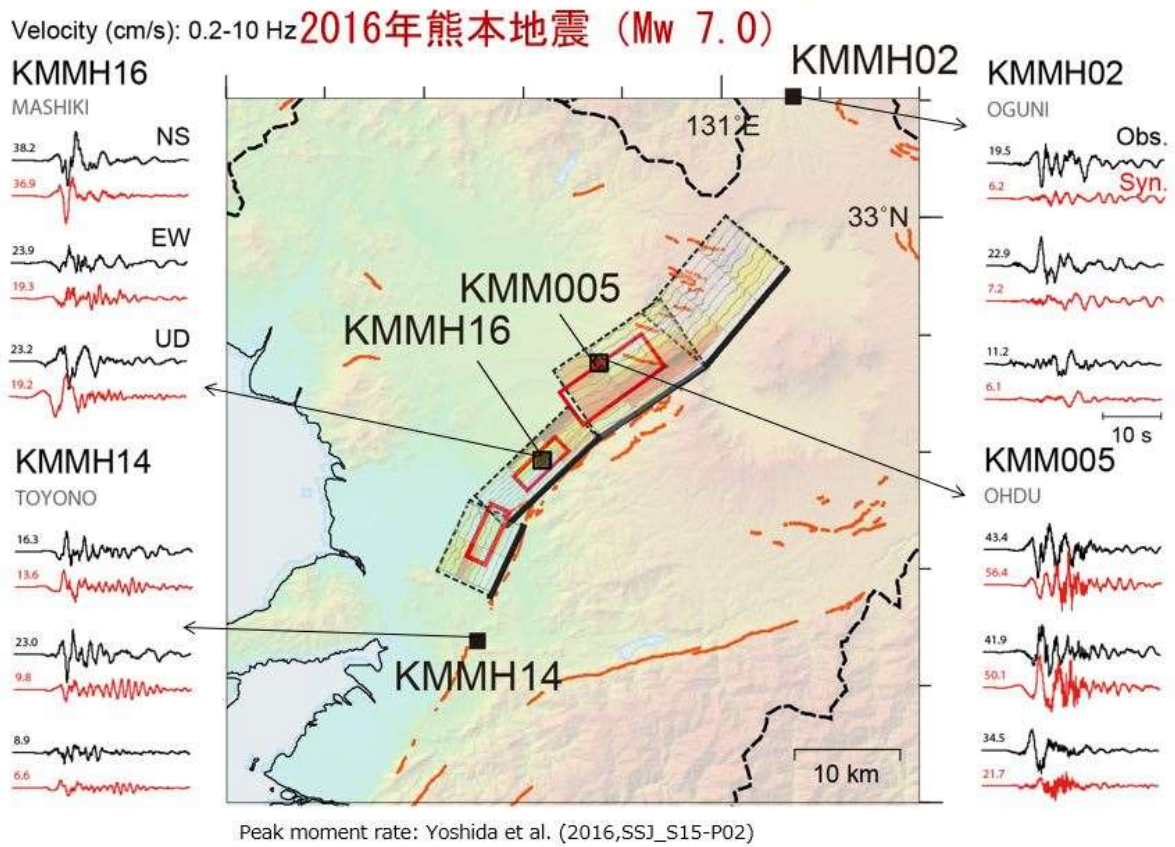 Velocity (cm/s): 0.2-10 Hz
2016年熊本地震 (Mw 7.0)
KMMH16
MASHIKI
NS
38.2
36.9
EW
23.9
19.3
UD
23.2
19.2
KMMH14
TOYONO
16.3
13.6
23.0
9.8
8.9
6.6
KMMH02
131°E
33°N
KMM005
KMMH16
KMMH14
10 km
KMMH02
OGUNI
Obs.
19.5
Syn.
6.2
22.9
7.2
11.2
6.1
10 s
KMM005
OHDU
43.4
56.4
41.9
50.1
34.5
21.7
Peak moment rate: Yoshida et al. (2016,SSJ_S15-P02)